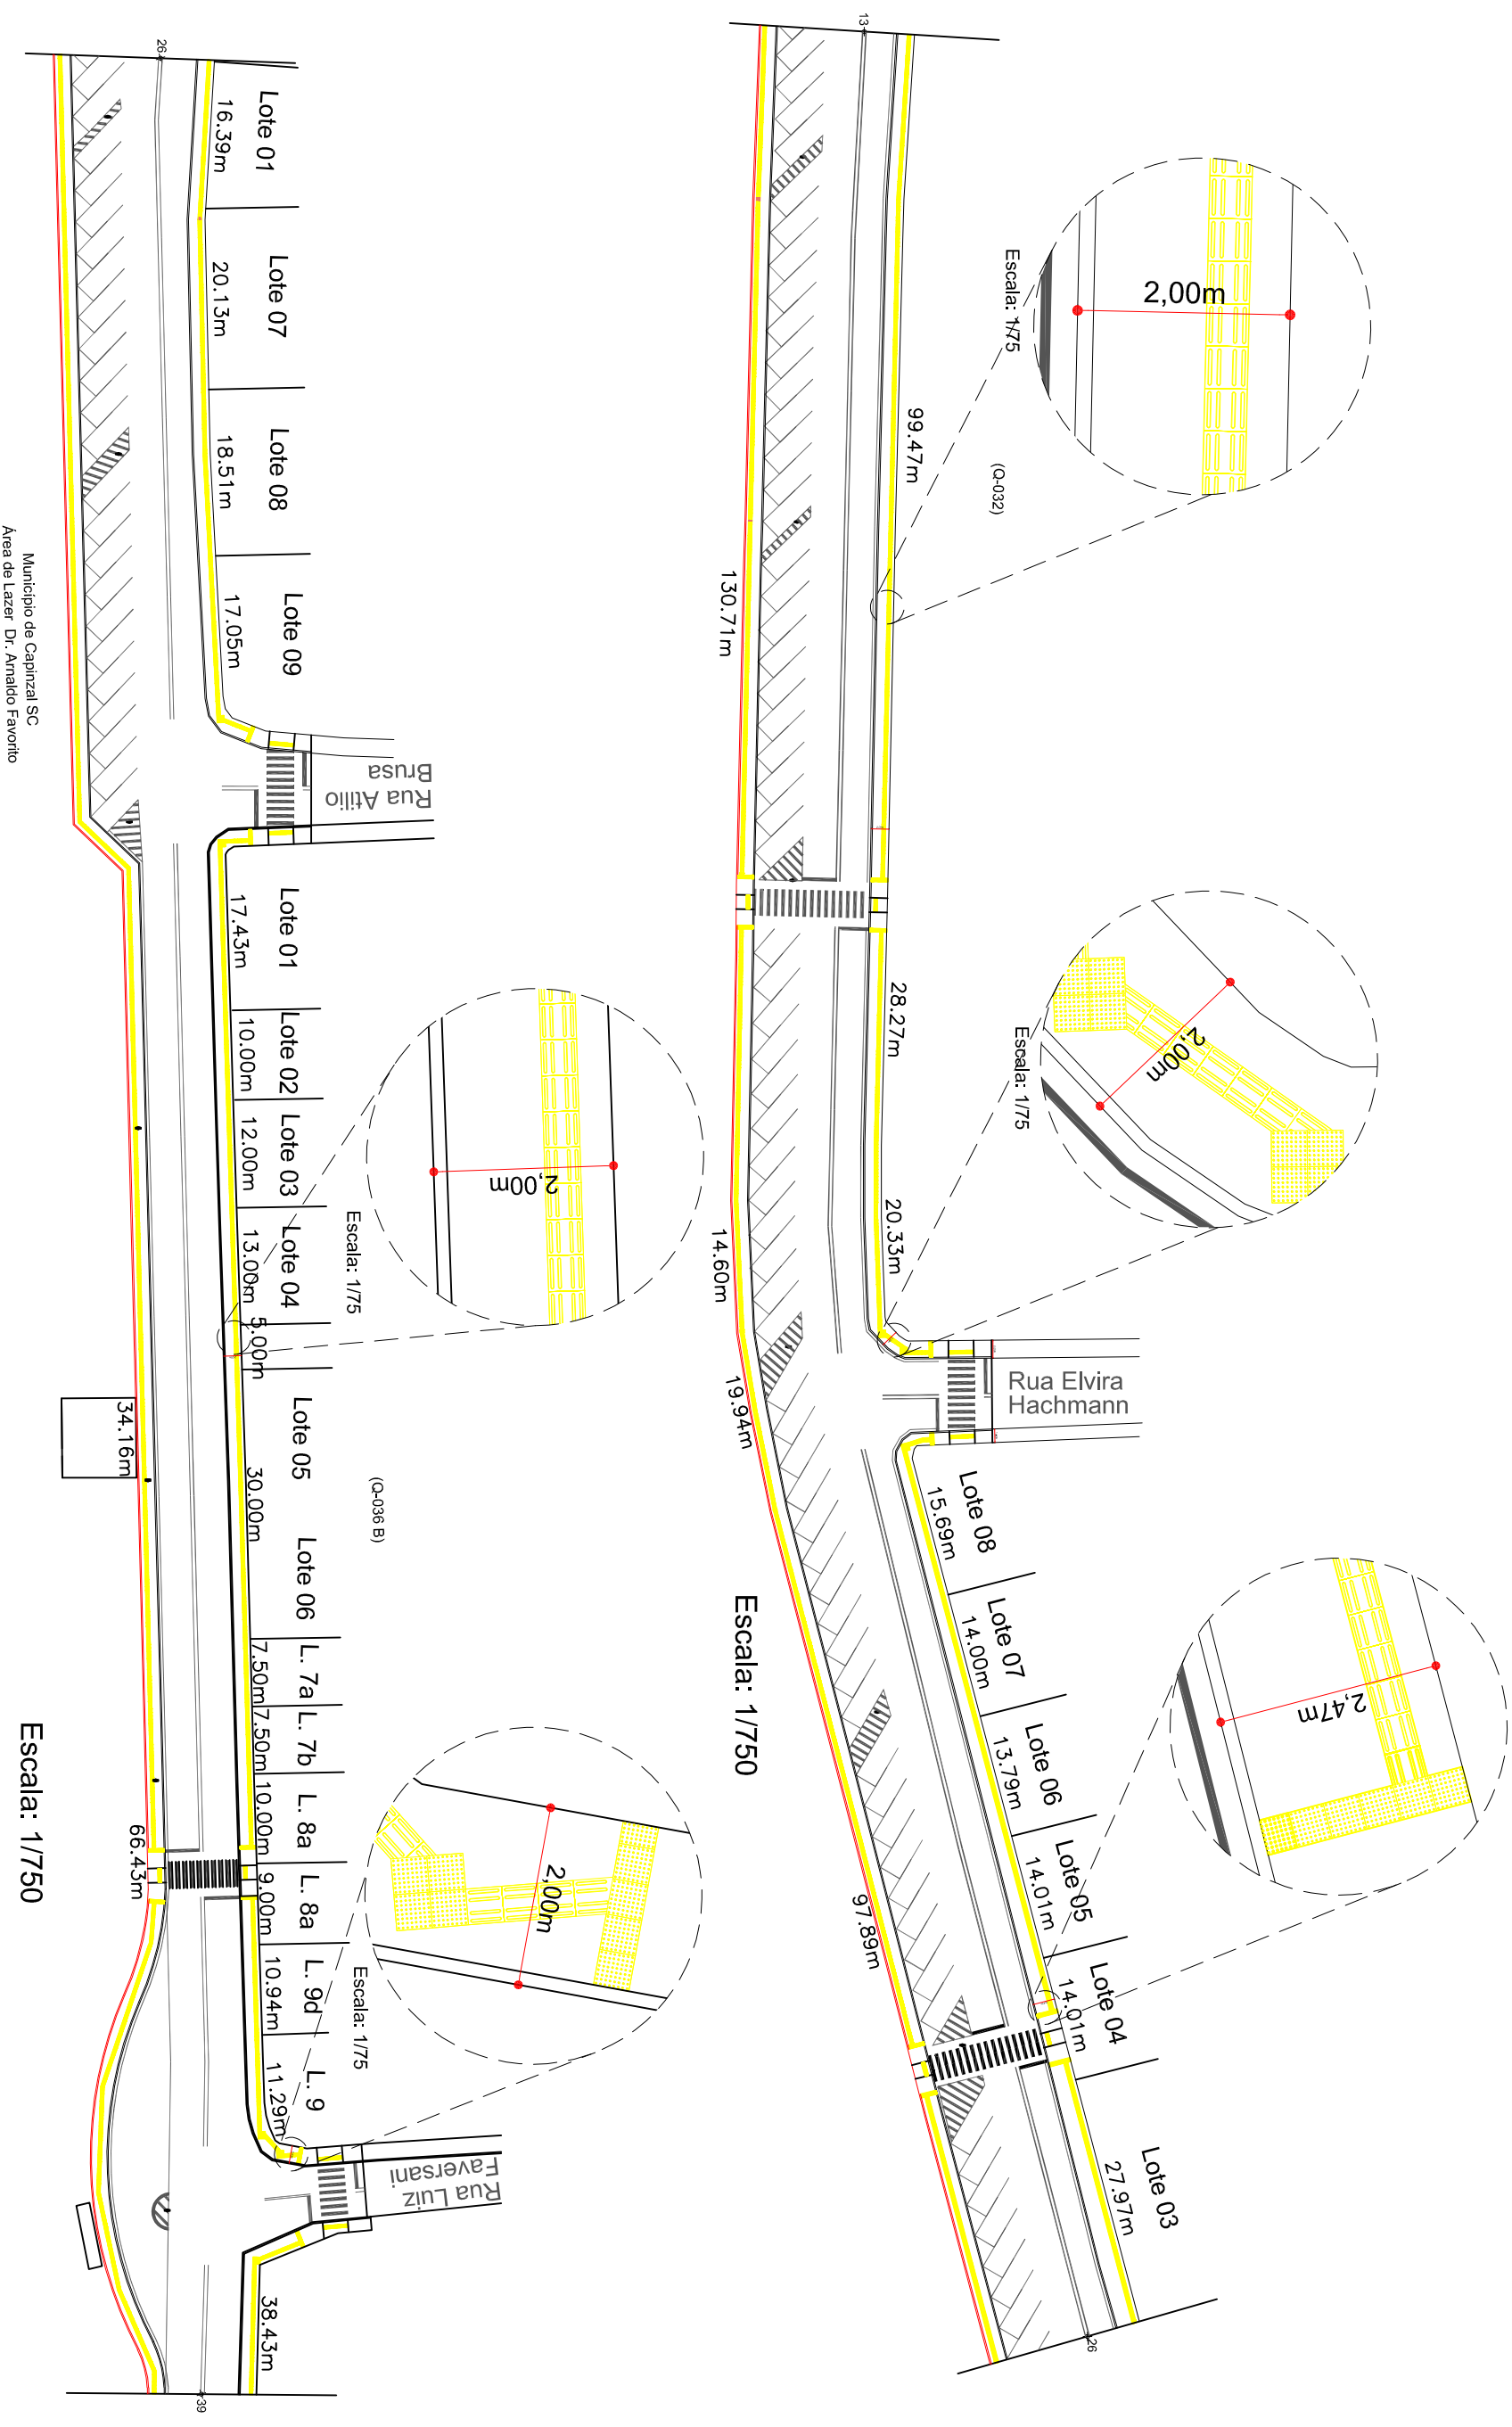 13
(Q-032)
99.47m
130.71m
2,00m
Escala: 1/75
28.27m
20.33m
14.60m
19.94m
2,00m
Escala: 1/75
Rua Elvira
Hachmann
Lote 08
15.69m
Lote 07
14.00m
Lote 06
13.79m
Lote 05
14.01m
Lote 04
14.01m
Lote 03
27.97m
97.89m
2,47m
26
Escala: 1/750
26
Lote 01
16.39m
Lote 07
20.13m
Lote 08
18.51m
Lote 09
17.05m
Rua Atilio
Brusa
Municipio de Capinzal SC
Área de Lazer Dr. Arnaldo Favorito
Lote 01
17.43m
Lote 02
10.00m
Lote 03
12.00m
Lote 04
13.00m
5.00m
2,00m
Escala: 1/75
Lote 05
30.00m
Lote 06
(Q-036 B)
34.16m
L. 7a
7.50m
L. 7b
7.50m
L. 8a
10.00m
L. 8a
9.00m
L. 9d
10.94m
L. 9
11.29m
66.43m
2,00m
Escala: 1/75
Rua Luiz
Faversani
38.43m
39
Escala: 1/750